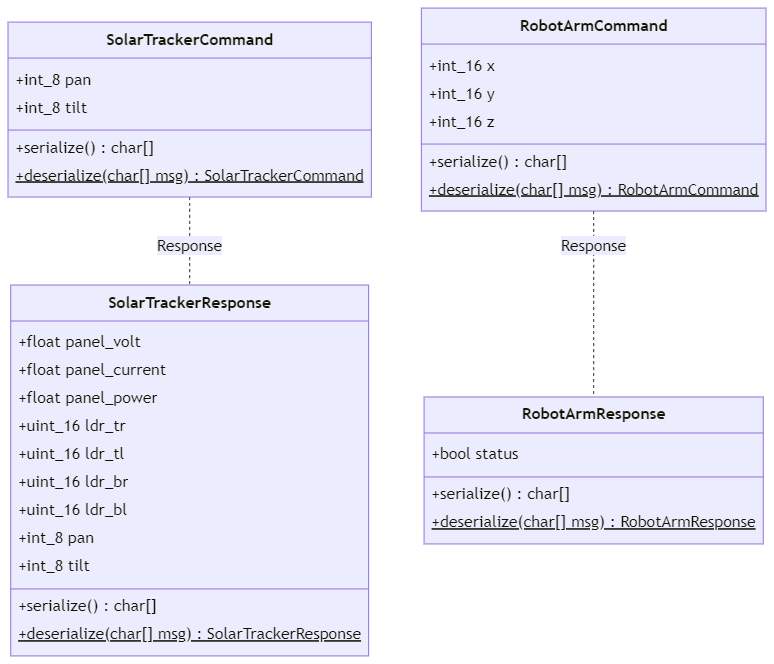 SolarTrackerCommand
+int_8 pan
+int_8 tilt
+serialize() : char[]
+deserialize(char[] msg) : SolarTrackerCommand
Response
SolarTrackerResponse
+float panel_volt
+float panel_current
+float panel_power
+uint_16 ldr_tr
+uint_16 ldr_tl
+uint_16 ldr_br
+uint_16 ldr_bl
+int_8 pan
+int_8 tilt
+serialize() : char[]
+deserialize(char[] msg) : SolarTrackerResponse
RobotArmCommand
+int_16 x
+int_16 y
+int_16 z
+serialize() : char[]
+deserialize(char[] msg) : RobotArmCommand
Response
RobotArmResponse
+bool status
+serialize() : char[]
+deserialize(char[] msg) : RobotArmResponse